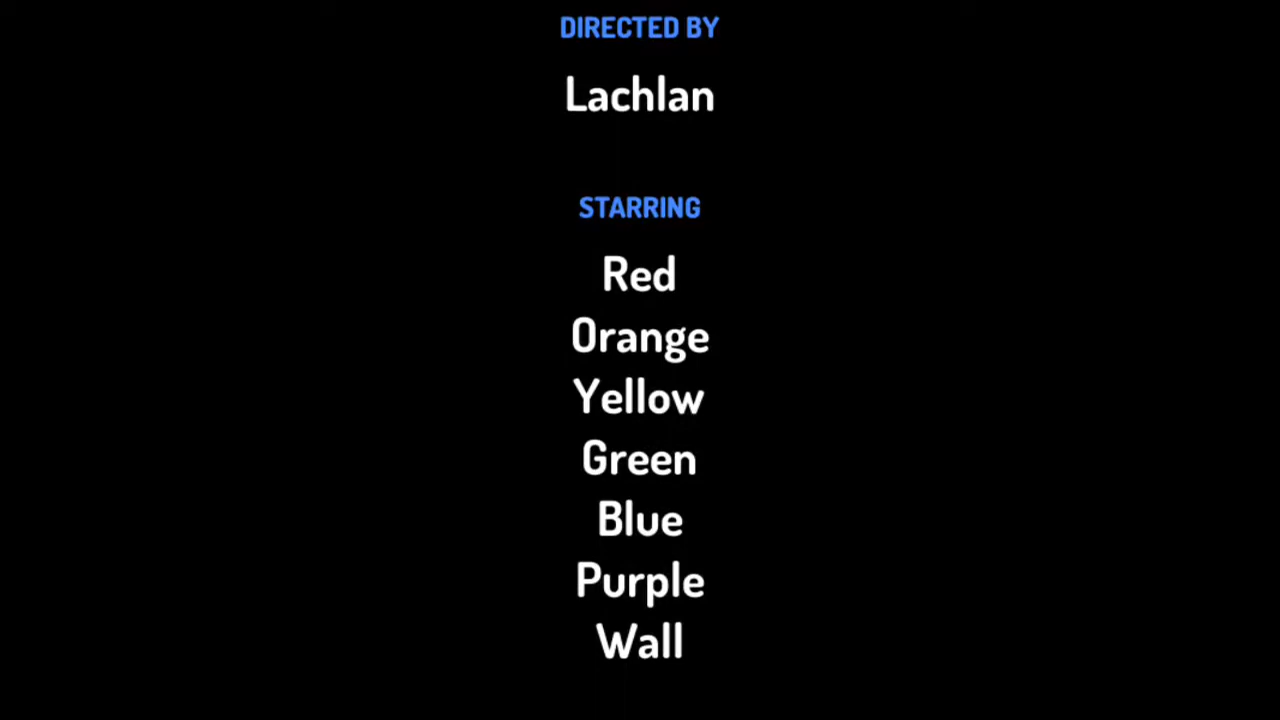 DIRECTED BY
Lachlan
STARRING
Red
Orange
Yellow
Green
Blue
Purple
Wall